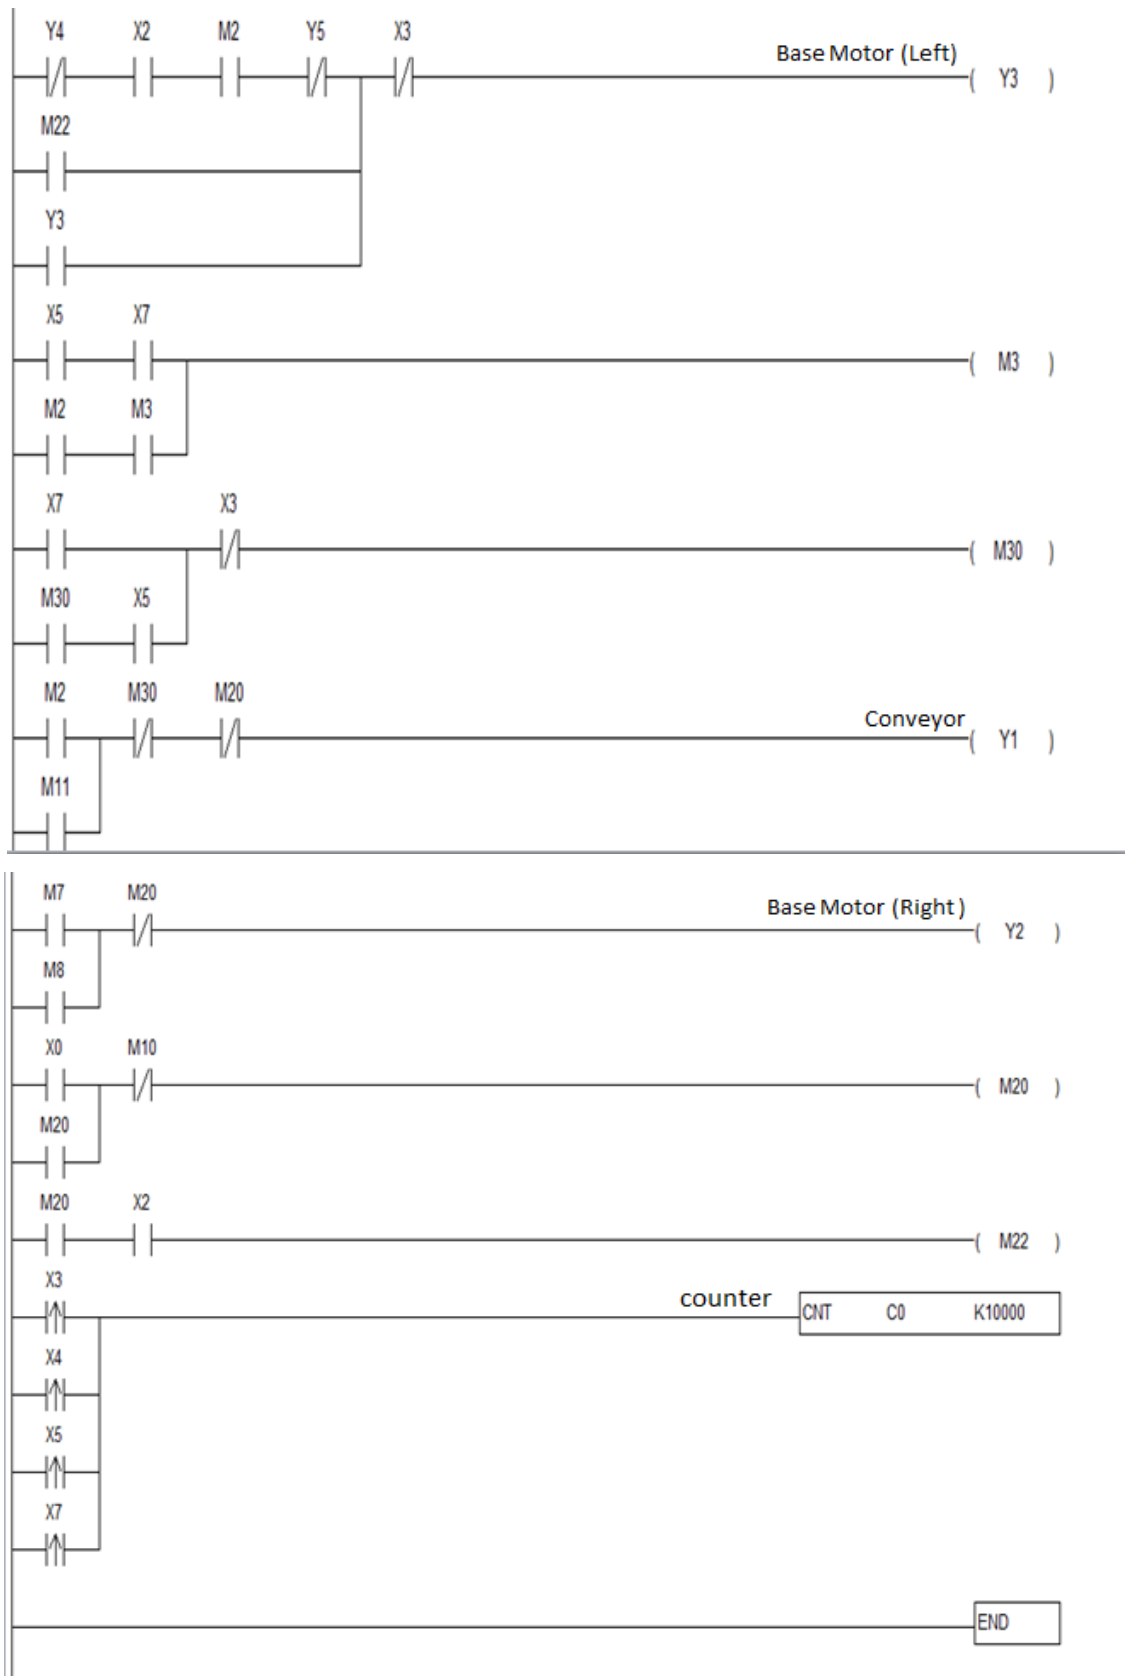 Y4 X2 M2 Y5 X3
Base Motor (Left)
( Y3 )
M22
Y3
X5 X7
( M3 )
M2 M3
X7 X3
( M30 )
M30 X5
M2 M30 M20
Conveyor
( Y1 )
M11
M7 M20
Base Motor (Right)
( Y2 )
M8
X0 M10
( M20 )
M20
M20 X2
( M22 )
X3
counter
CNT C0 K10000
X4
X5
X7
END